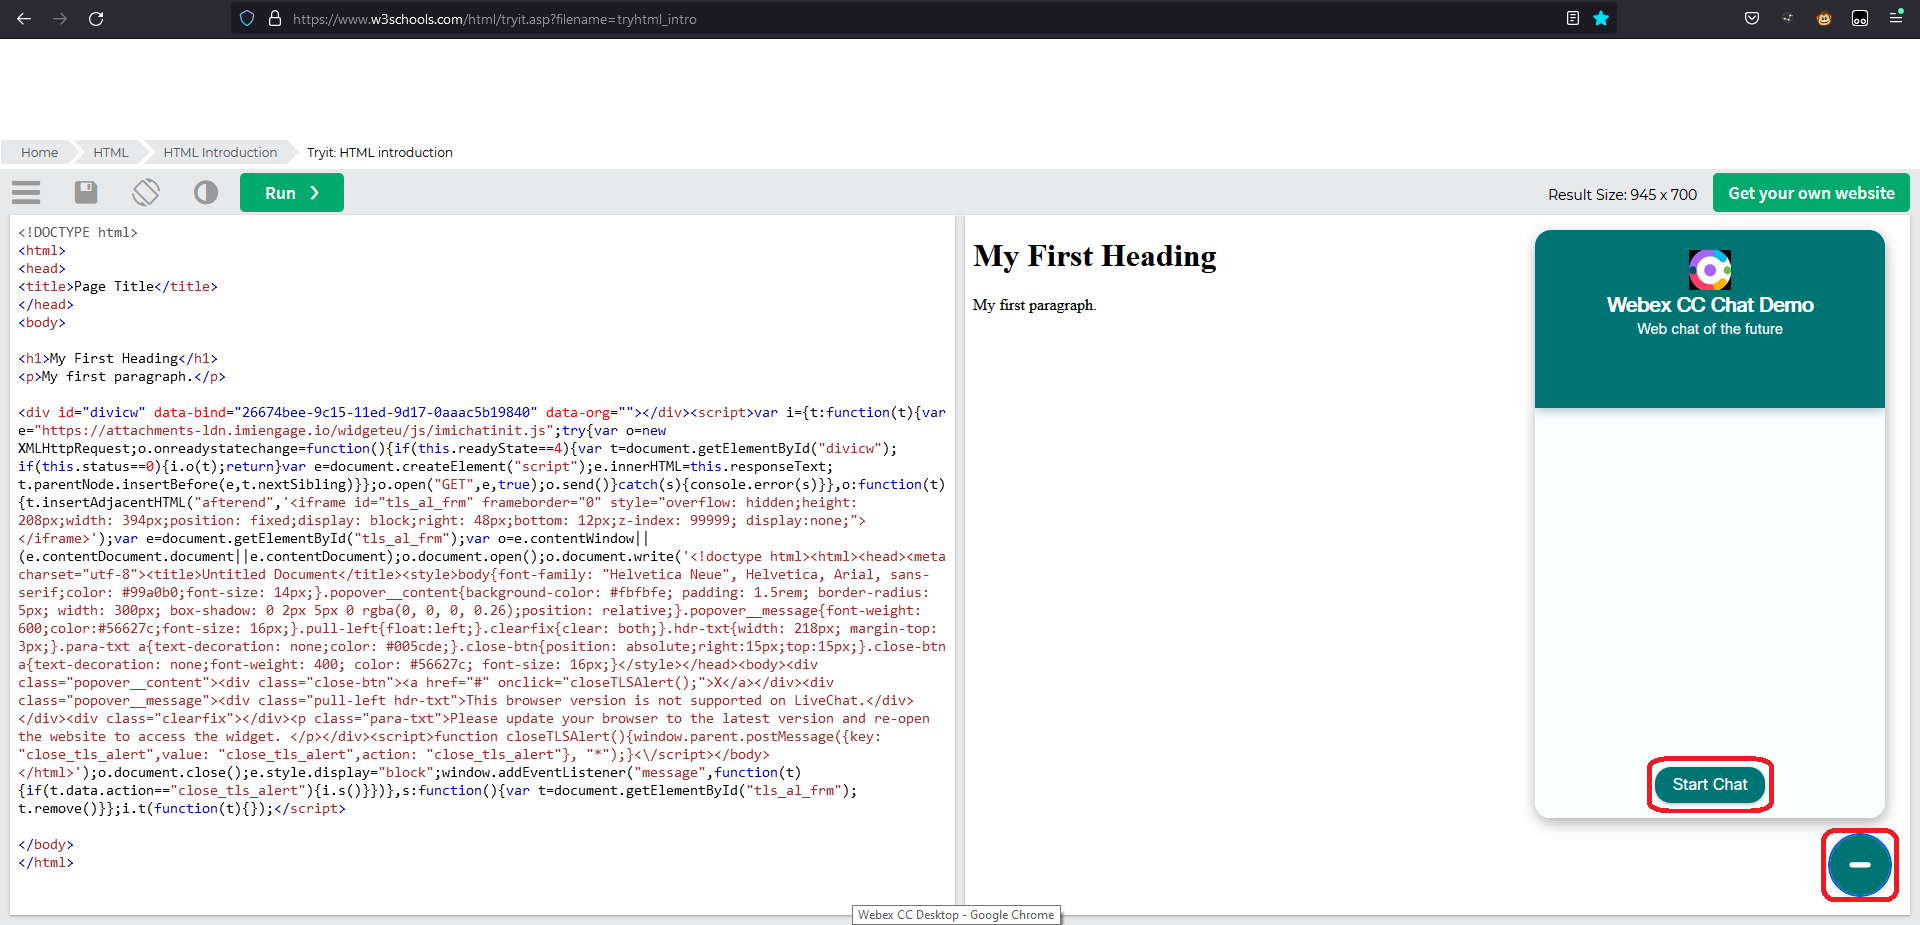 https://www.w3schools.com/html/tryit.asp?filename=tryhtml_intro
Home HTML HTML Introduction Tryit: HTML introduction
Run ❯
Result Size: 945 x 700
Get your own website
<!DOCTYPE html>
<html>
<head>
<title>Page Title</title>
</head>
<body>
<h1>My First Heading</h1>
<p>My first paragraph.</p>
<div id="divicw" data-bind="26674bee-9c15-11ed-9d17-0aaac5b19840" data-org=""></div><script>var i={t:function(t){var
e="https://attachments-ldn.imiengage.io/widgeteu/js/imichatinit.js";try{var o=new
XMLHttpRequest;o.onreadystatechange=function(){if(this.readyState==4){var t=document.getElementById("divicw");
if(this.status==0){i.o(t);return}var e=document.createElement("script");e.innerHTML=this.responseText;
t.parentNode.insertBefore(e,t.nextSibling)}};o.open("GET",e,true);o.send()}catch(s){console.error(s)}},o:function(t)
{t.insertAdjacentHTML("afterend",'<iframe id="tls_al_frm" frameborder="0" style="overflow: hidden;height:
208px;width: 394px;position: fixed;display: block;right: 48px;bottom: 12px;z-index: 99999; display:none;">
</iframe>');var e=document.getElementById("tls_al_frm");var o=e.contentWindow||
(e.contentDocument.document||e.contentDocument);o.document.open();o.document.write('<!doctype html><html><head><meta
charset="utf-8"><title>Untitled Document</title><style>body{font-family: "Helvetica Neue", Helvetica, Arial, sans-
serif;color: #99a0b0;font-size: 14px;}.popover__content{background-color: #fbfbfe; padding: 1.5rem; border-radius:
5px; width: 300px; box-shadow: 0 2px 5px 0 rgba(0, 0, 0, 0.26);position: relative;}.popover__message{font-weight:
600;color:#56627c;font-size: 16px;}.pull-left{float:left;}.clearfix{clear: both;}.hdr-txt{width: 218px; margin-top:
3px;}.para-txt a{text-decoration: none;color: #005cde;}.close-btn{position: absolute;right:15px;top:15px;}.close-btn
a{text-decoration: none;font-weight: 400; color: #56627c; font-size: 16px;}</style></head><body><div
class="popover__content"><div class="close-btn"><a href="#" onclick="closeTLSAlert();">X</a></div><div
class="popover__message"><div class="pull-left hdr-txt">This browser version is not supported on LiveChat.</div>
</div><div class="clearfix"></div><p class="para-txt">Please update your browser to the latest version and re-open
the website to access the widget. </p></div><script>function closeTLSAlert(){window.parent.postMessage({key:
"close_tls_alert",value: "close_tls_alert",action: "close_tls_alert"}, "*");}<\/script></body>
</html>');o.document.close();e.style.display="block";window.addEventListener("message",function(t)
{if(t.data.action=="close_tls_alert"){i.s()}})},s:function(){var t=document.getElementById("tls_al_frm");
t.remove()}};i.t(function(t){});</script>
</body>
</html>
My First Heading
My first paragraph.
Webex CC Chat Demo
Web chat of the future
Start Chat
Webex CC Desktop - Google Chrome